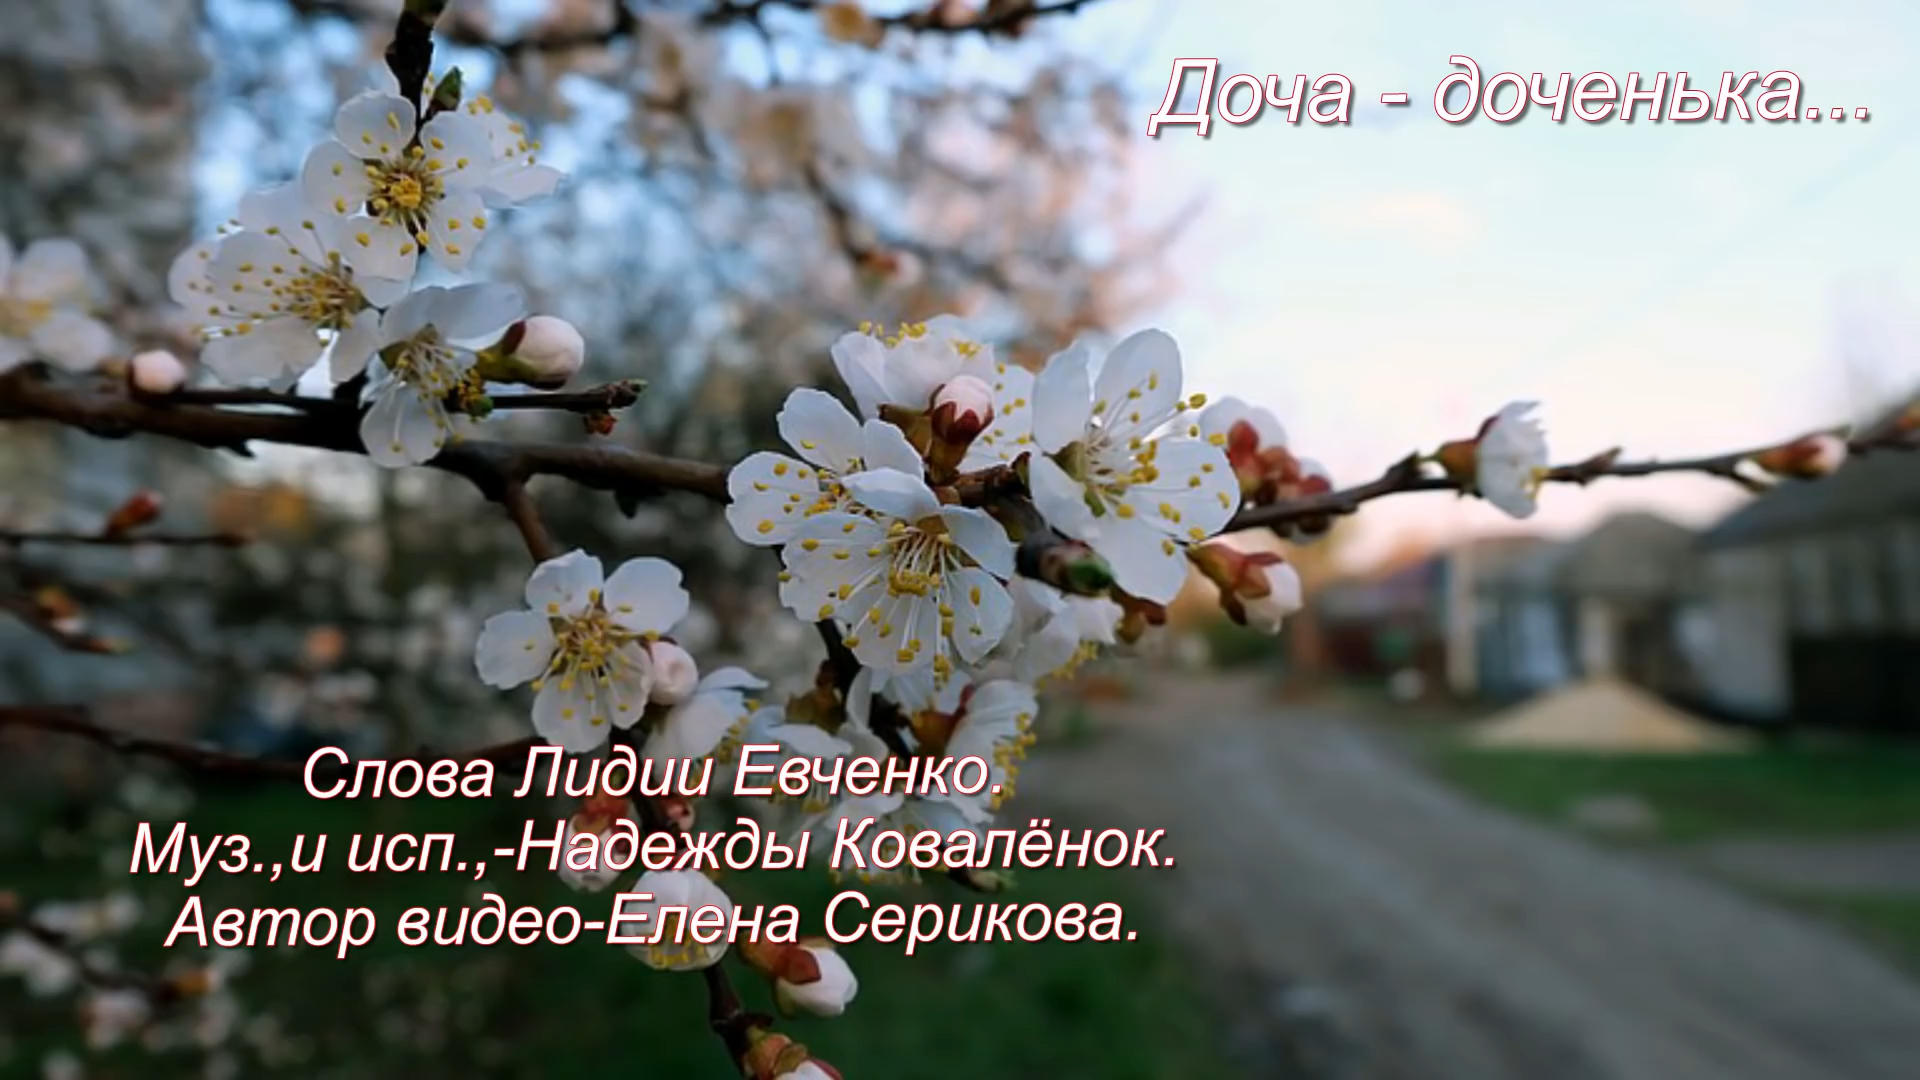 Доча - доченька...
Слова Лидии Евченко.
Муз.,и исп.,-Надежды Ковалёнок.
Автор видео-Елена Серикова.